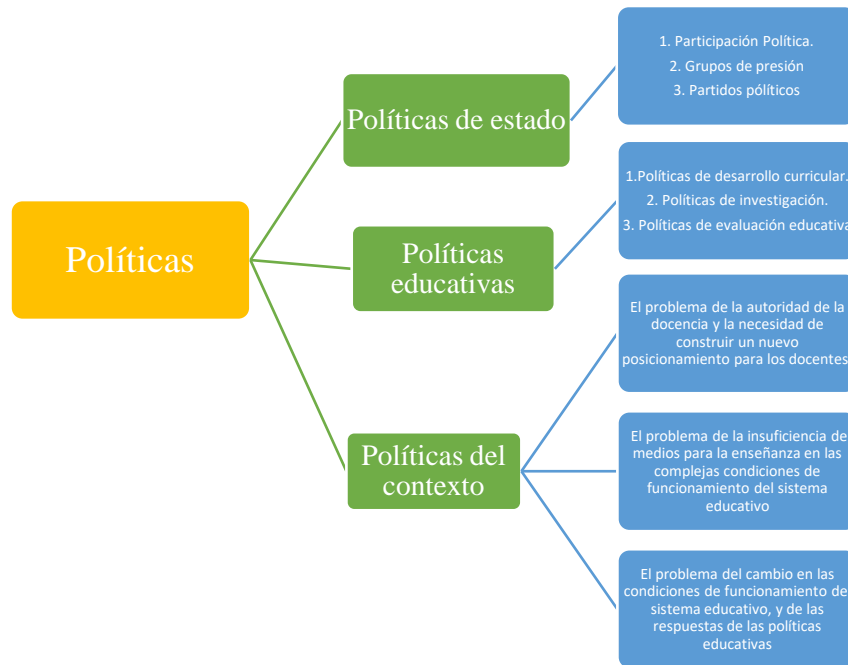 Políticas
Políticas de estado
1. Participación Política.
2. Grupos de presión
3. Partidos pólíticos
Políticas
educativas
1.Políticas de desarrollo curricular.
2. Políticas de investigación.
3. Políticas de evaluación educativa
Políticas del
contexto
El problema de la autoridad de la
docencia y la necesidad de
construir un nuevo
posicionamiento para los docentes
El problema de la insuficiencia de
medios para la enseñanza en las
complejas condiciones de
funcionamiento del sistema
educativo
El problema del cambio en las
condiciones de funcionamiento de
sistema educativo, y de las
respuestas de las políticas
educativas